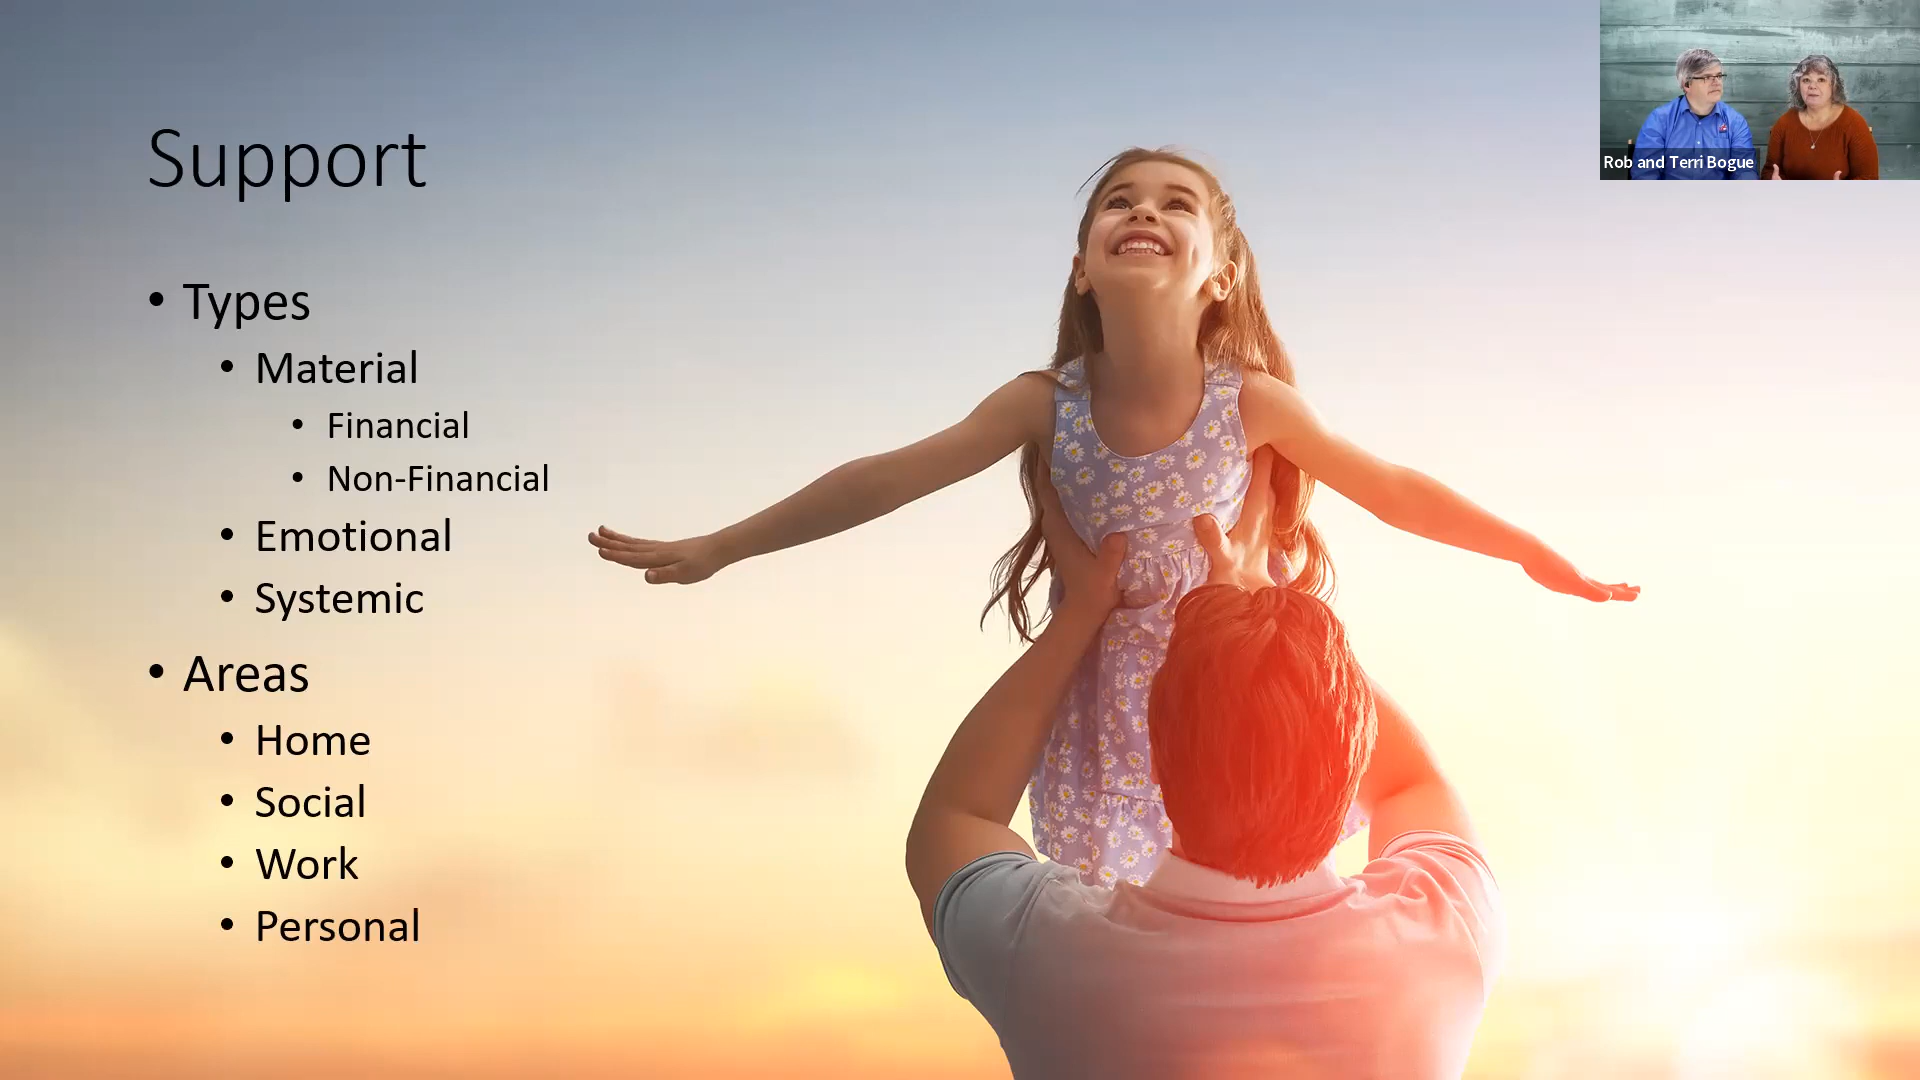 Support
• Types
• Material
• Financial
• Non-Financial
• Emotional
• Systemic
• Areas
• Home
• Social
• Work
• Personal
Rob and Terri Bogue